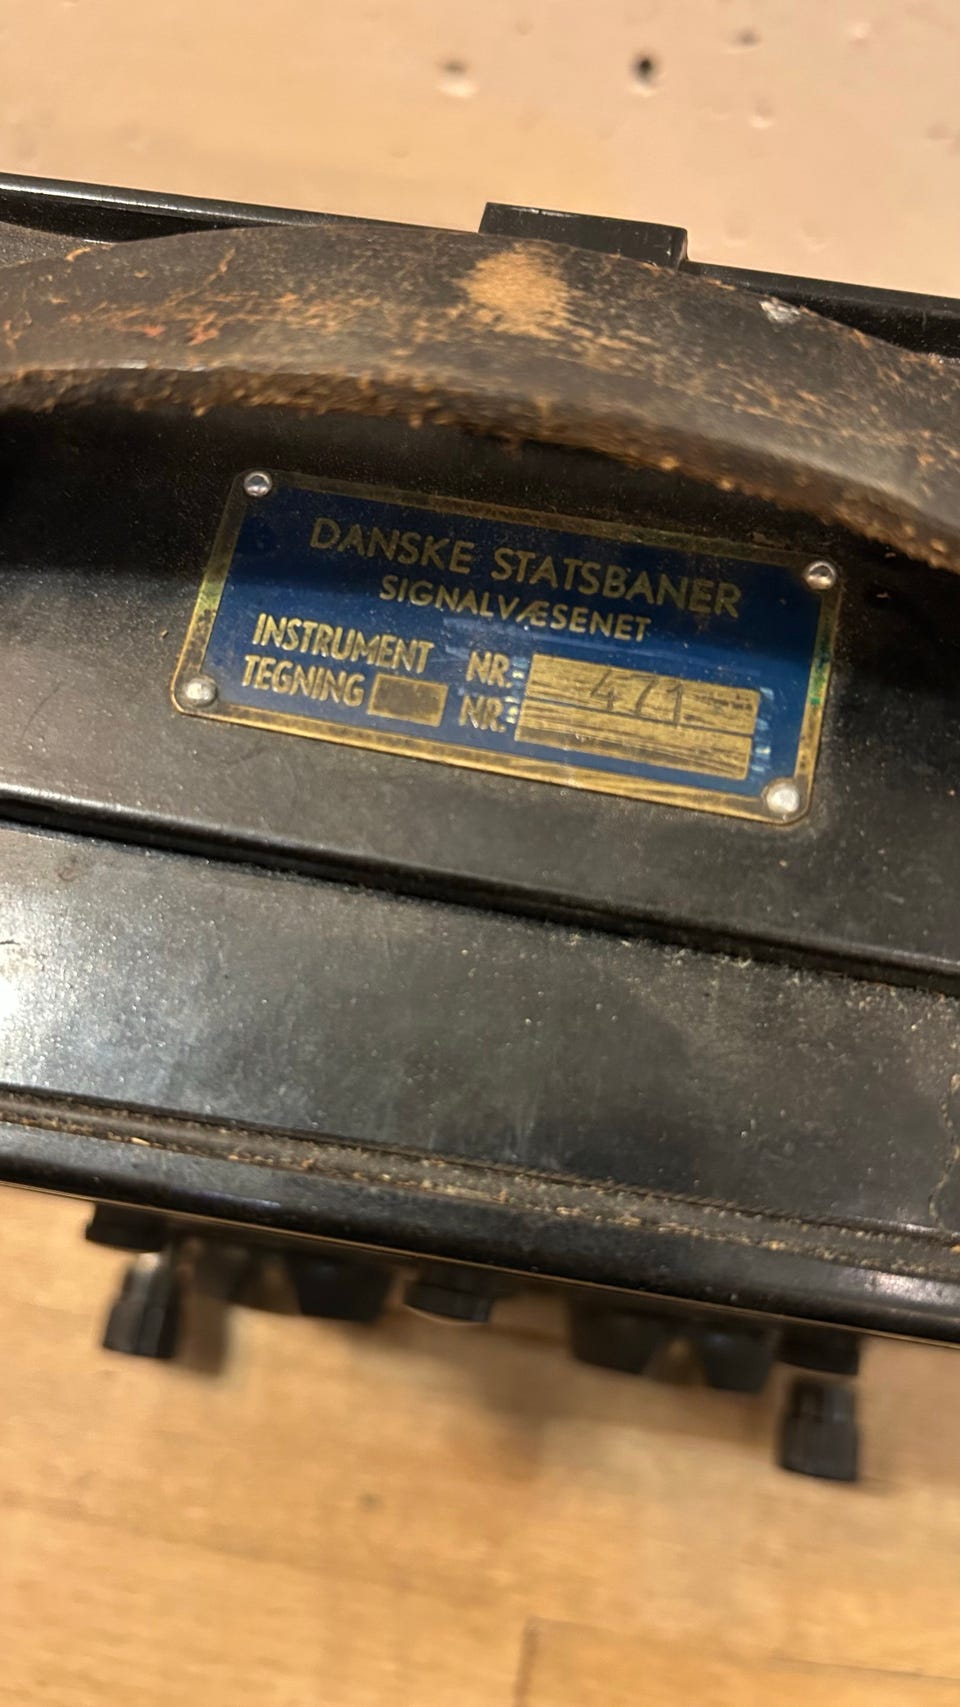 DANSKE STATSBANER
SIGNALVÆSENET
INSTRUMENT NR.: 471
TEGNING NR.: